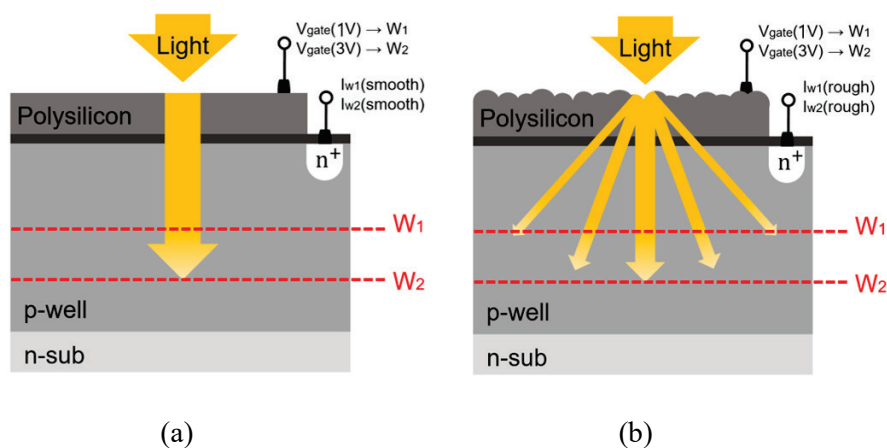 Vgate(1V) → W1
Vgate(3V) → W2
Light
Iw1(smooth)
Iw2(smooth)
Polysilicon
n+
W1
W2
p-well
n-sub
(a)
Vgate(1V) → W1
Vgate(3V) → W2
Light
Iw1(rough)
Iw2(rough)
Polysilicon
n+
W1
W2
p-well
n-sub
(b)